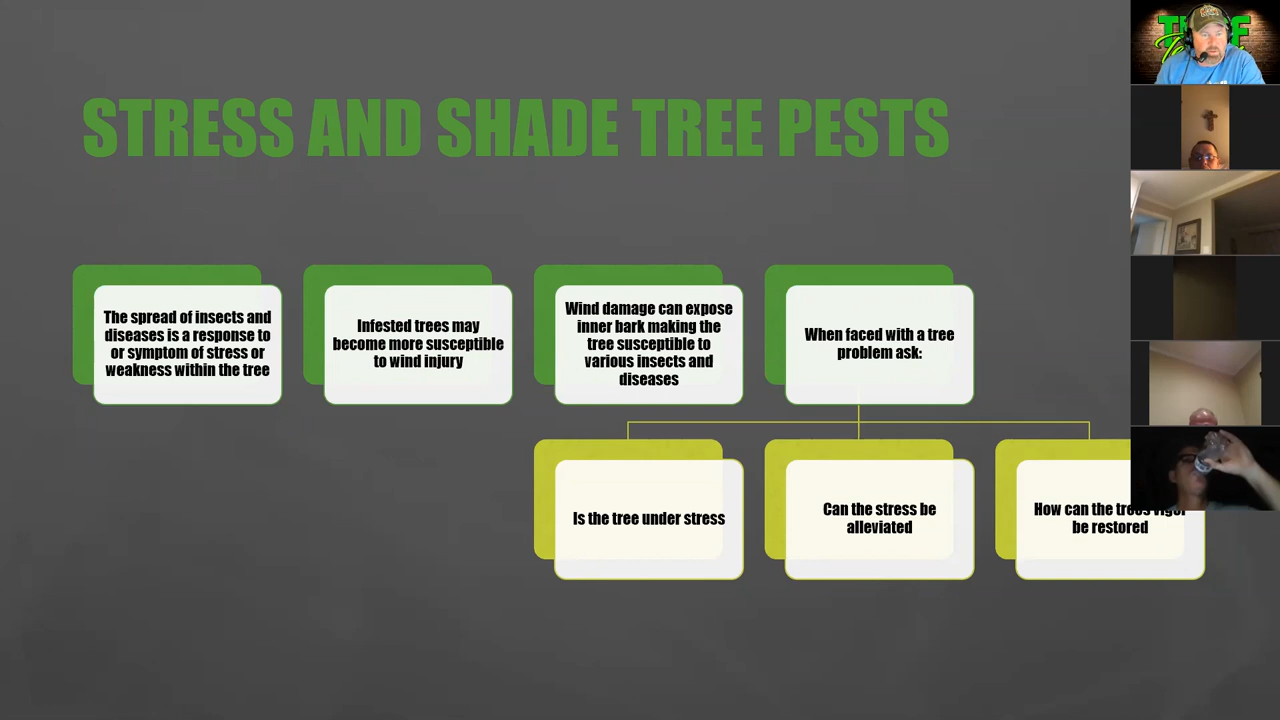 STRESS AND SHADE TREE PESTS
The spread of insects and
diseases is a response to
or symptom of stress or
weakness within the tree
Infested trees may
become more susceptible
to wind injury
Wind damage can expose
inner bark making the
tree susceptible to
various insects and
diseases
When faced with a tree
problem ask:
Is the tree under stress
Can the stress be
alleviated
How can the trees vigor
be restored